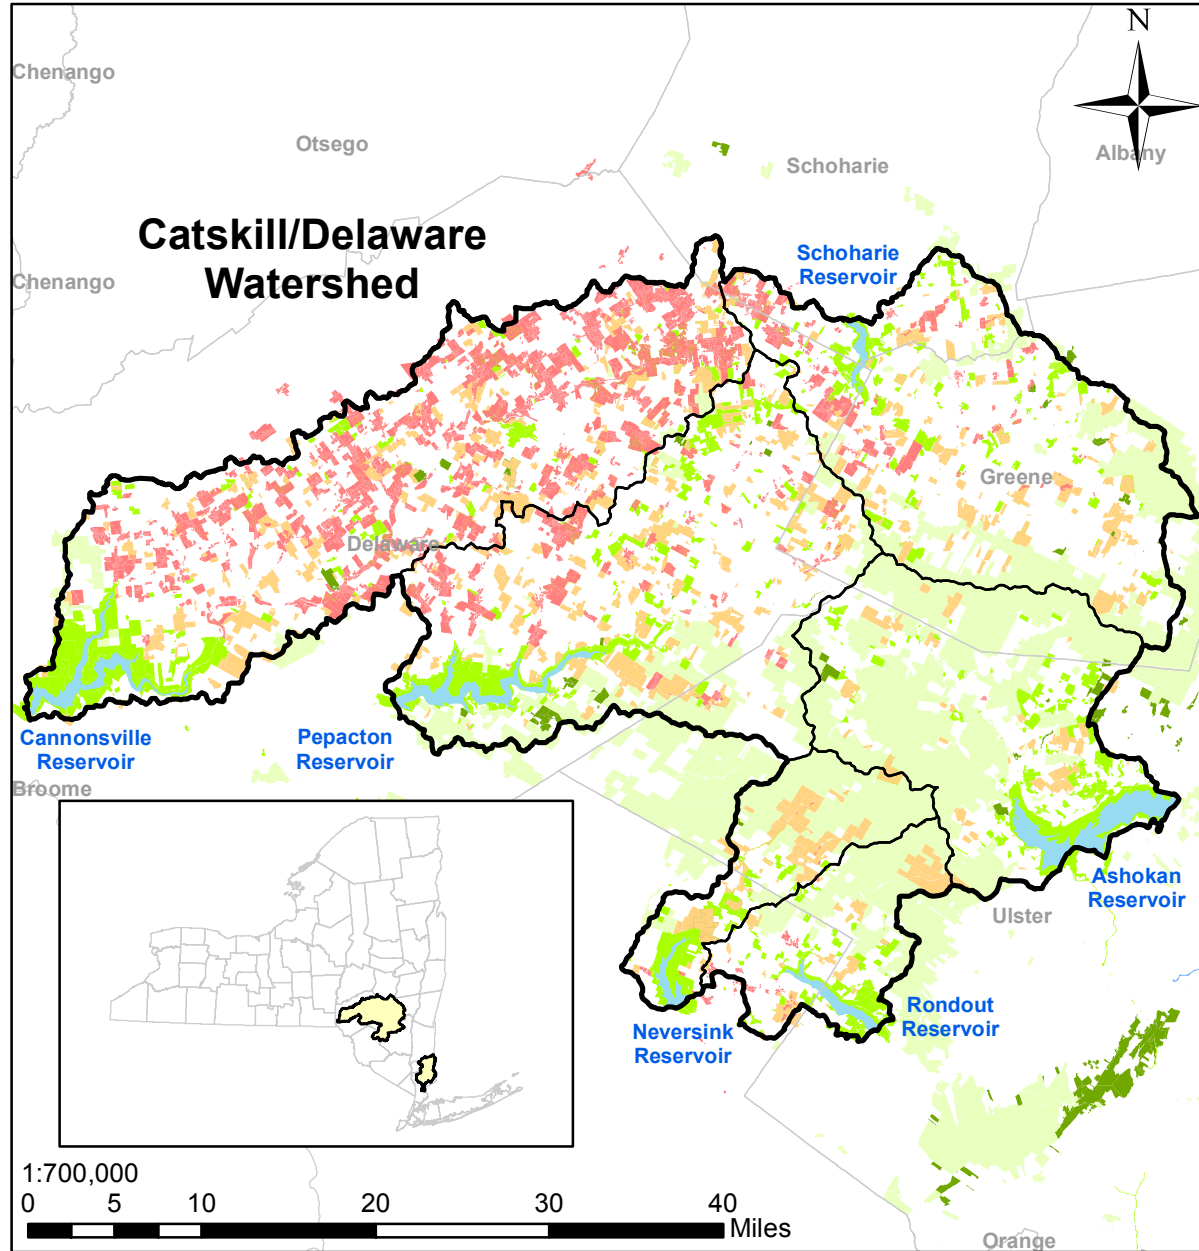 N
Chenango
Otsego
Schoharie
Albany
Catskill/Delaware
Watershed
Schoharie
Reservoir
Chenango
Greene
Delaware
Cannonsville
Reservoir
Pepacton
Reservoir
Broome
Ashokan
Reservoir
Ulster
Rondout
Reservoir
Neversink
Reservoir
1:700,000
0 5 10 20 30 40
Miles
Orange